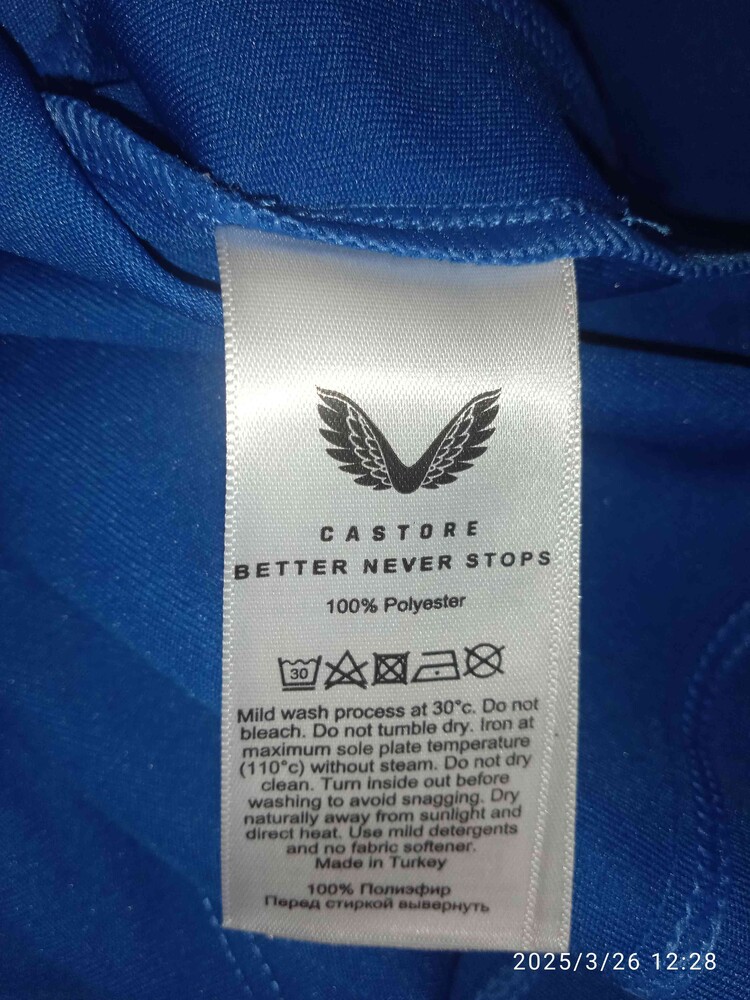 CASTORE
BETTER NEVER STOPS
100% Polyester
30
Mild wash process at 30°c. Do not
bleach. Do not tumble dry. Iron at
maximum sole plate temperature
(110°c) without steam. Do not dry
clean. Turn inside out before
washing to avoid snagging. Dry
naturally away from sunlight and
direct heat. Use mild detergents
and no fabric softener.
Made in Turkey
100% Полиэфир
Перед стиркой вывернуть
2025/3/26 12:28